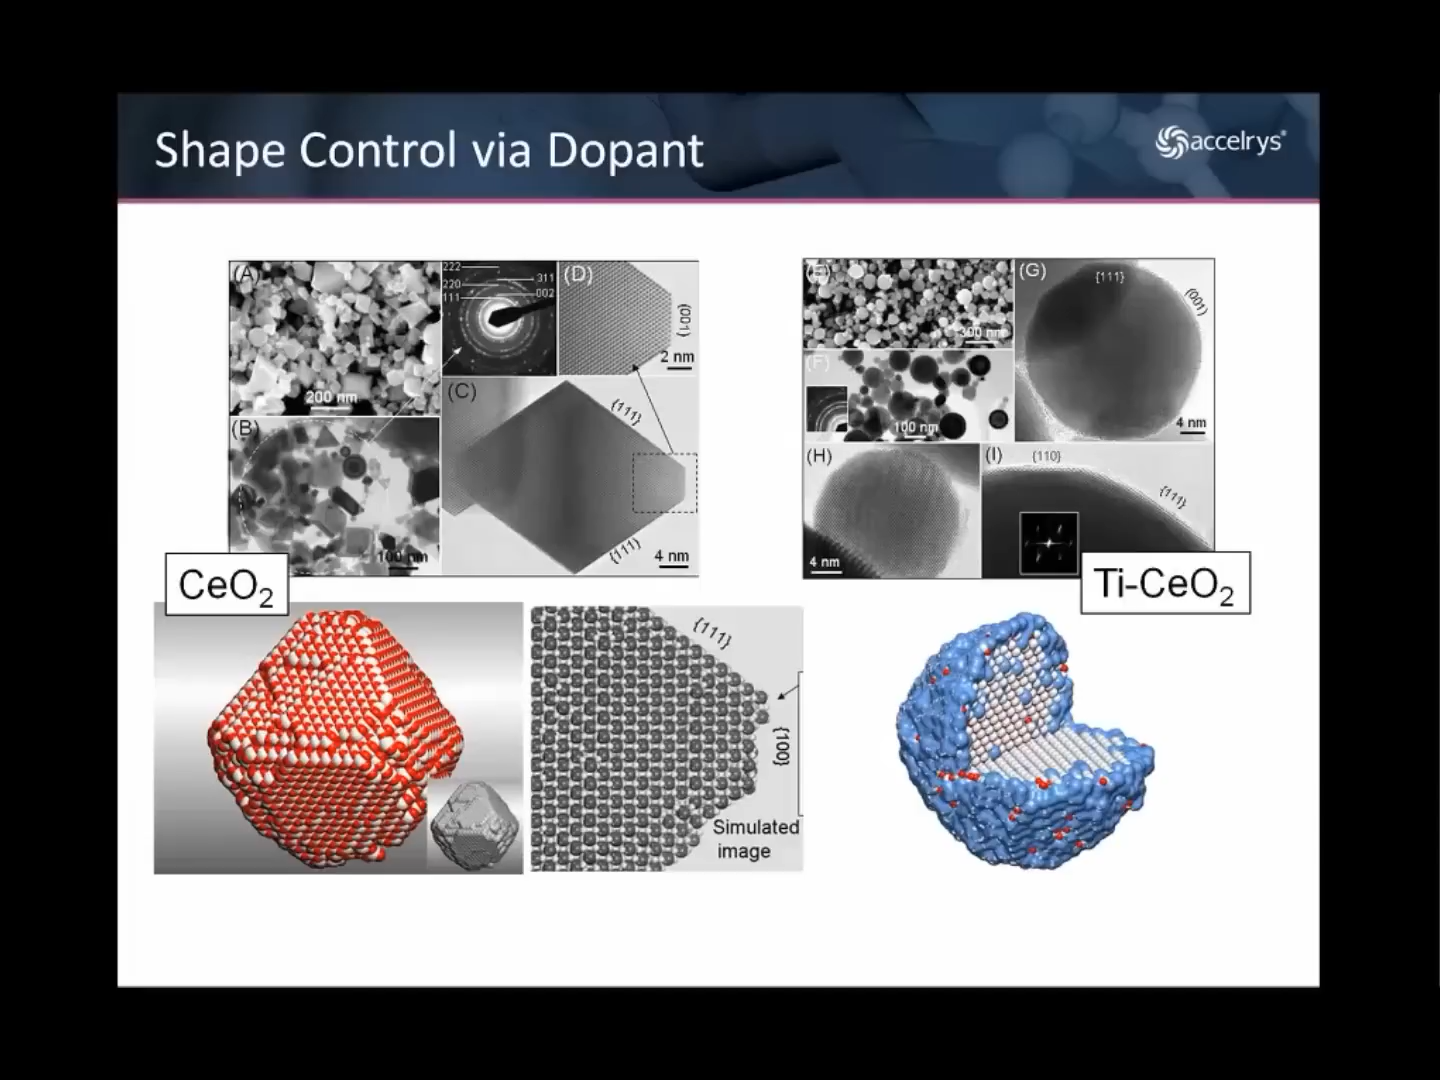 Shape Control via Dopant
accelrys®
(A)
200 nm
(B)
100 nm
222
220
111
311
002
(D)
{001}
2 nm
(C)
{111}
{111}
4 nm
CeO₂
{111}
{100}
Simulated
image
(E)
300 nm
(F)
100 nm
(G)
{111}
(001)
4 nm
(H)
4 nm
(I)
{110}
{111}
Ti-CeO₂